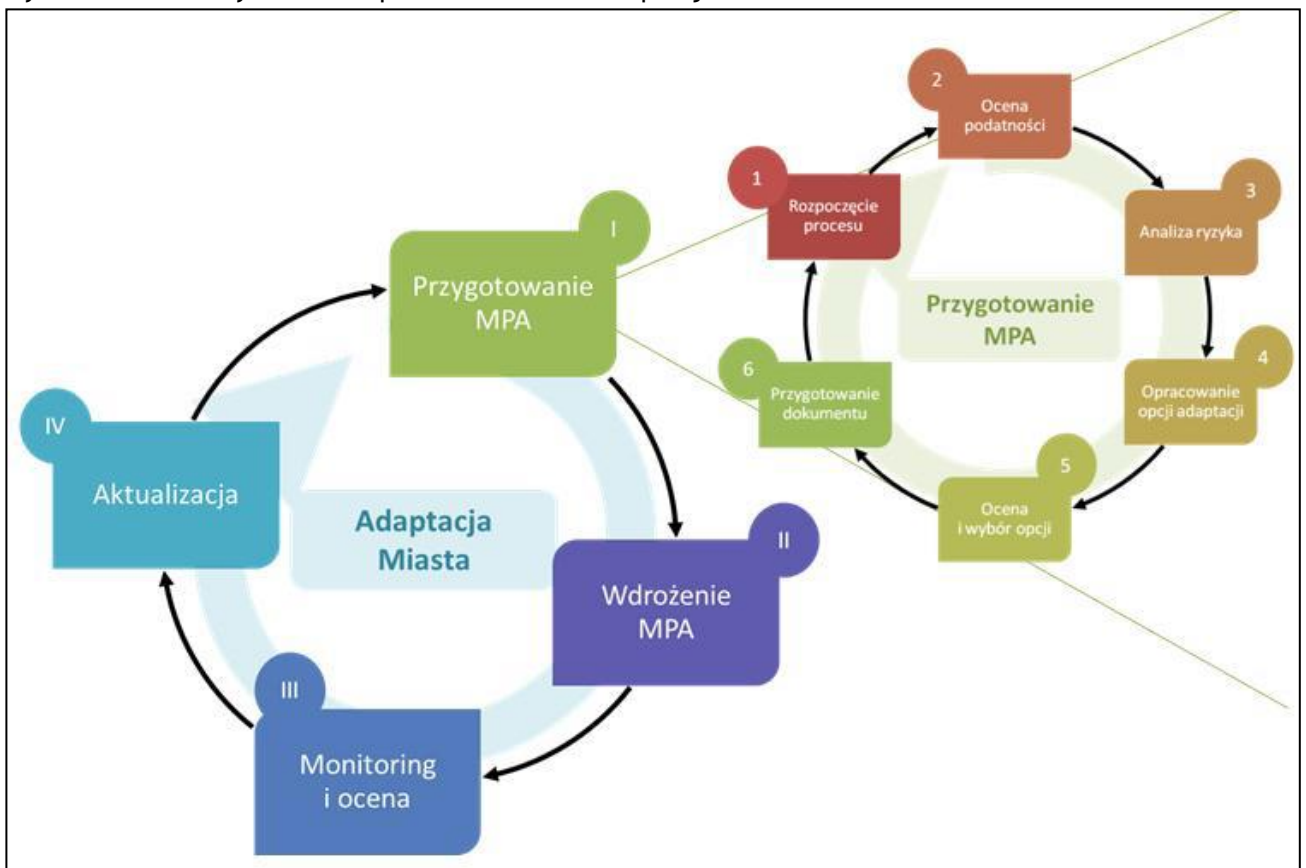 I
Przygotowanie
MPA
II
Wdrożenie
MPA
III
Monitoring
i ocena
IV
Aktualizacja
Adaptacja
Miasta
1
Rozpoczęcie
procesu
2
Ocena
podatności
3
Analiza ryzyka
4
Opracowanie
opcji adaptacji
5
Ocena
i wybór opcji
6
Przygotowanie
dokumentu
Przygotowanie
MPA